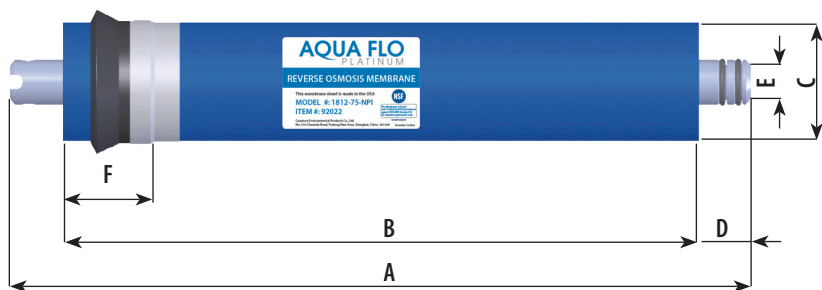 AQUA FLO
PLATINUM
REVERSE OSMOSIS MEMBRANE
This membrane sheet is made in the USA
MODEL #: 1812-75-NPI
ITEM #: 92022
NSF
E
C
F
B
D
A